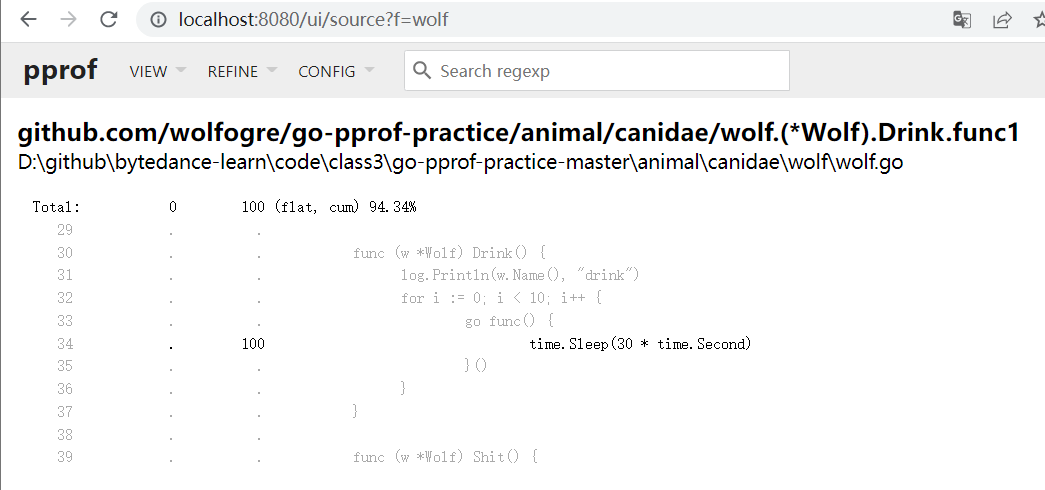 localhost:8080/ui/source?f=wolf
pprof VIEW REFINE CONFIG Search regexp
github.com/wolfogre/go-pprof-practice/animal/canidae/wolf.(*Wolf).Drink.func1
D:\github\bytedance-learn\code\class3\go-pprof-practice-master\animal\canidae\wolf\wolf.go
Total: 0 100 (flat, cum) 94.34%
29 . .
30 . . func (w *Wolf) Drink() {
31 . . log.Println(w.Name(), "drink")
32 . . for i := 0; i < 10; i++ {
33 . . go func() {
34 . 100 time.Sleep(30 * time.Second)
35 . . }()
36 . . }
37 . . }
38 . .
39 . . func (w *Wolf) Shit() {